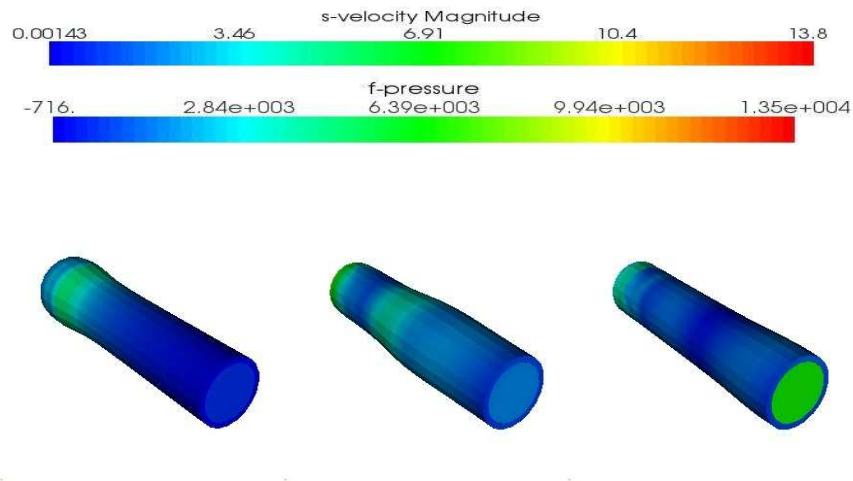 s-velocity Magnitude
0.00143 3.46 6.91 10.4 13.8
f-pressure
-716. 2.84e+003 6.39e+003 9.94e+003 1.35e+004